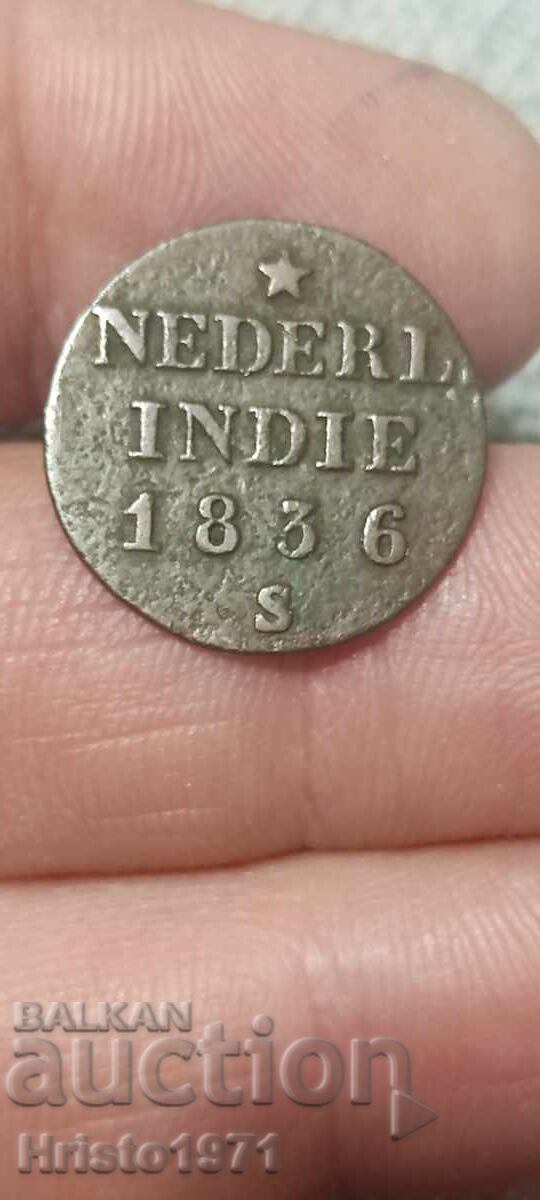 NEDERL.
INDIE
1836
S
BALKAN
auction
Hristo1971